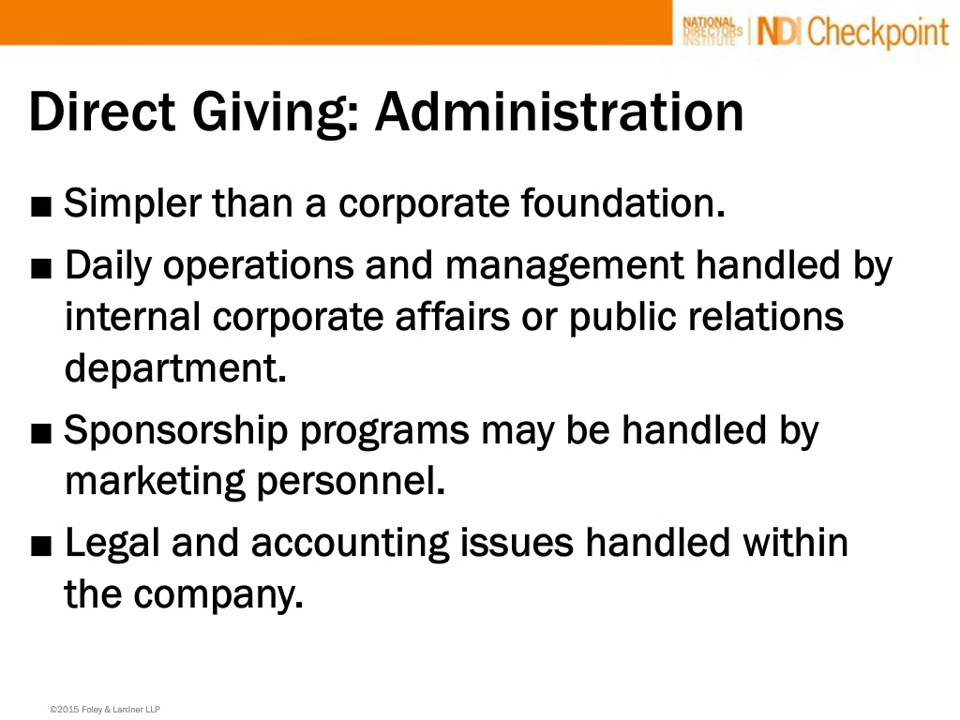 NATIONAL
DIRECTORS
INSTITUTE
NDI Checkpoint
Direct Giving: Administration
■ Simpler than a corporate foundation.
■ Daily operations and management handled by
internal corporate affairs or public relations
department.
■ Sponsorship programs may be handled by
marketing personnel.
■ Legal and accounting issues handled within
the company.
©2015 Foley & Lardner LLP